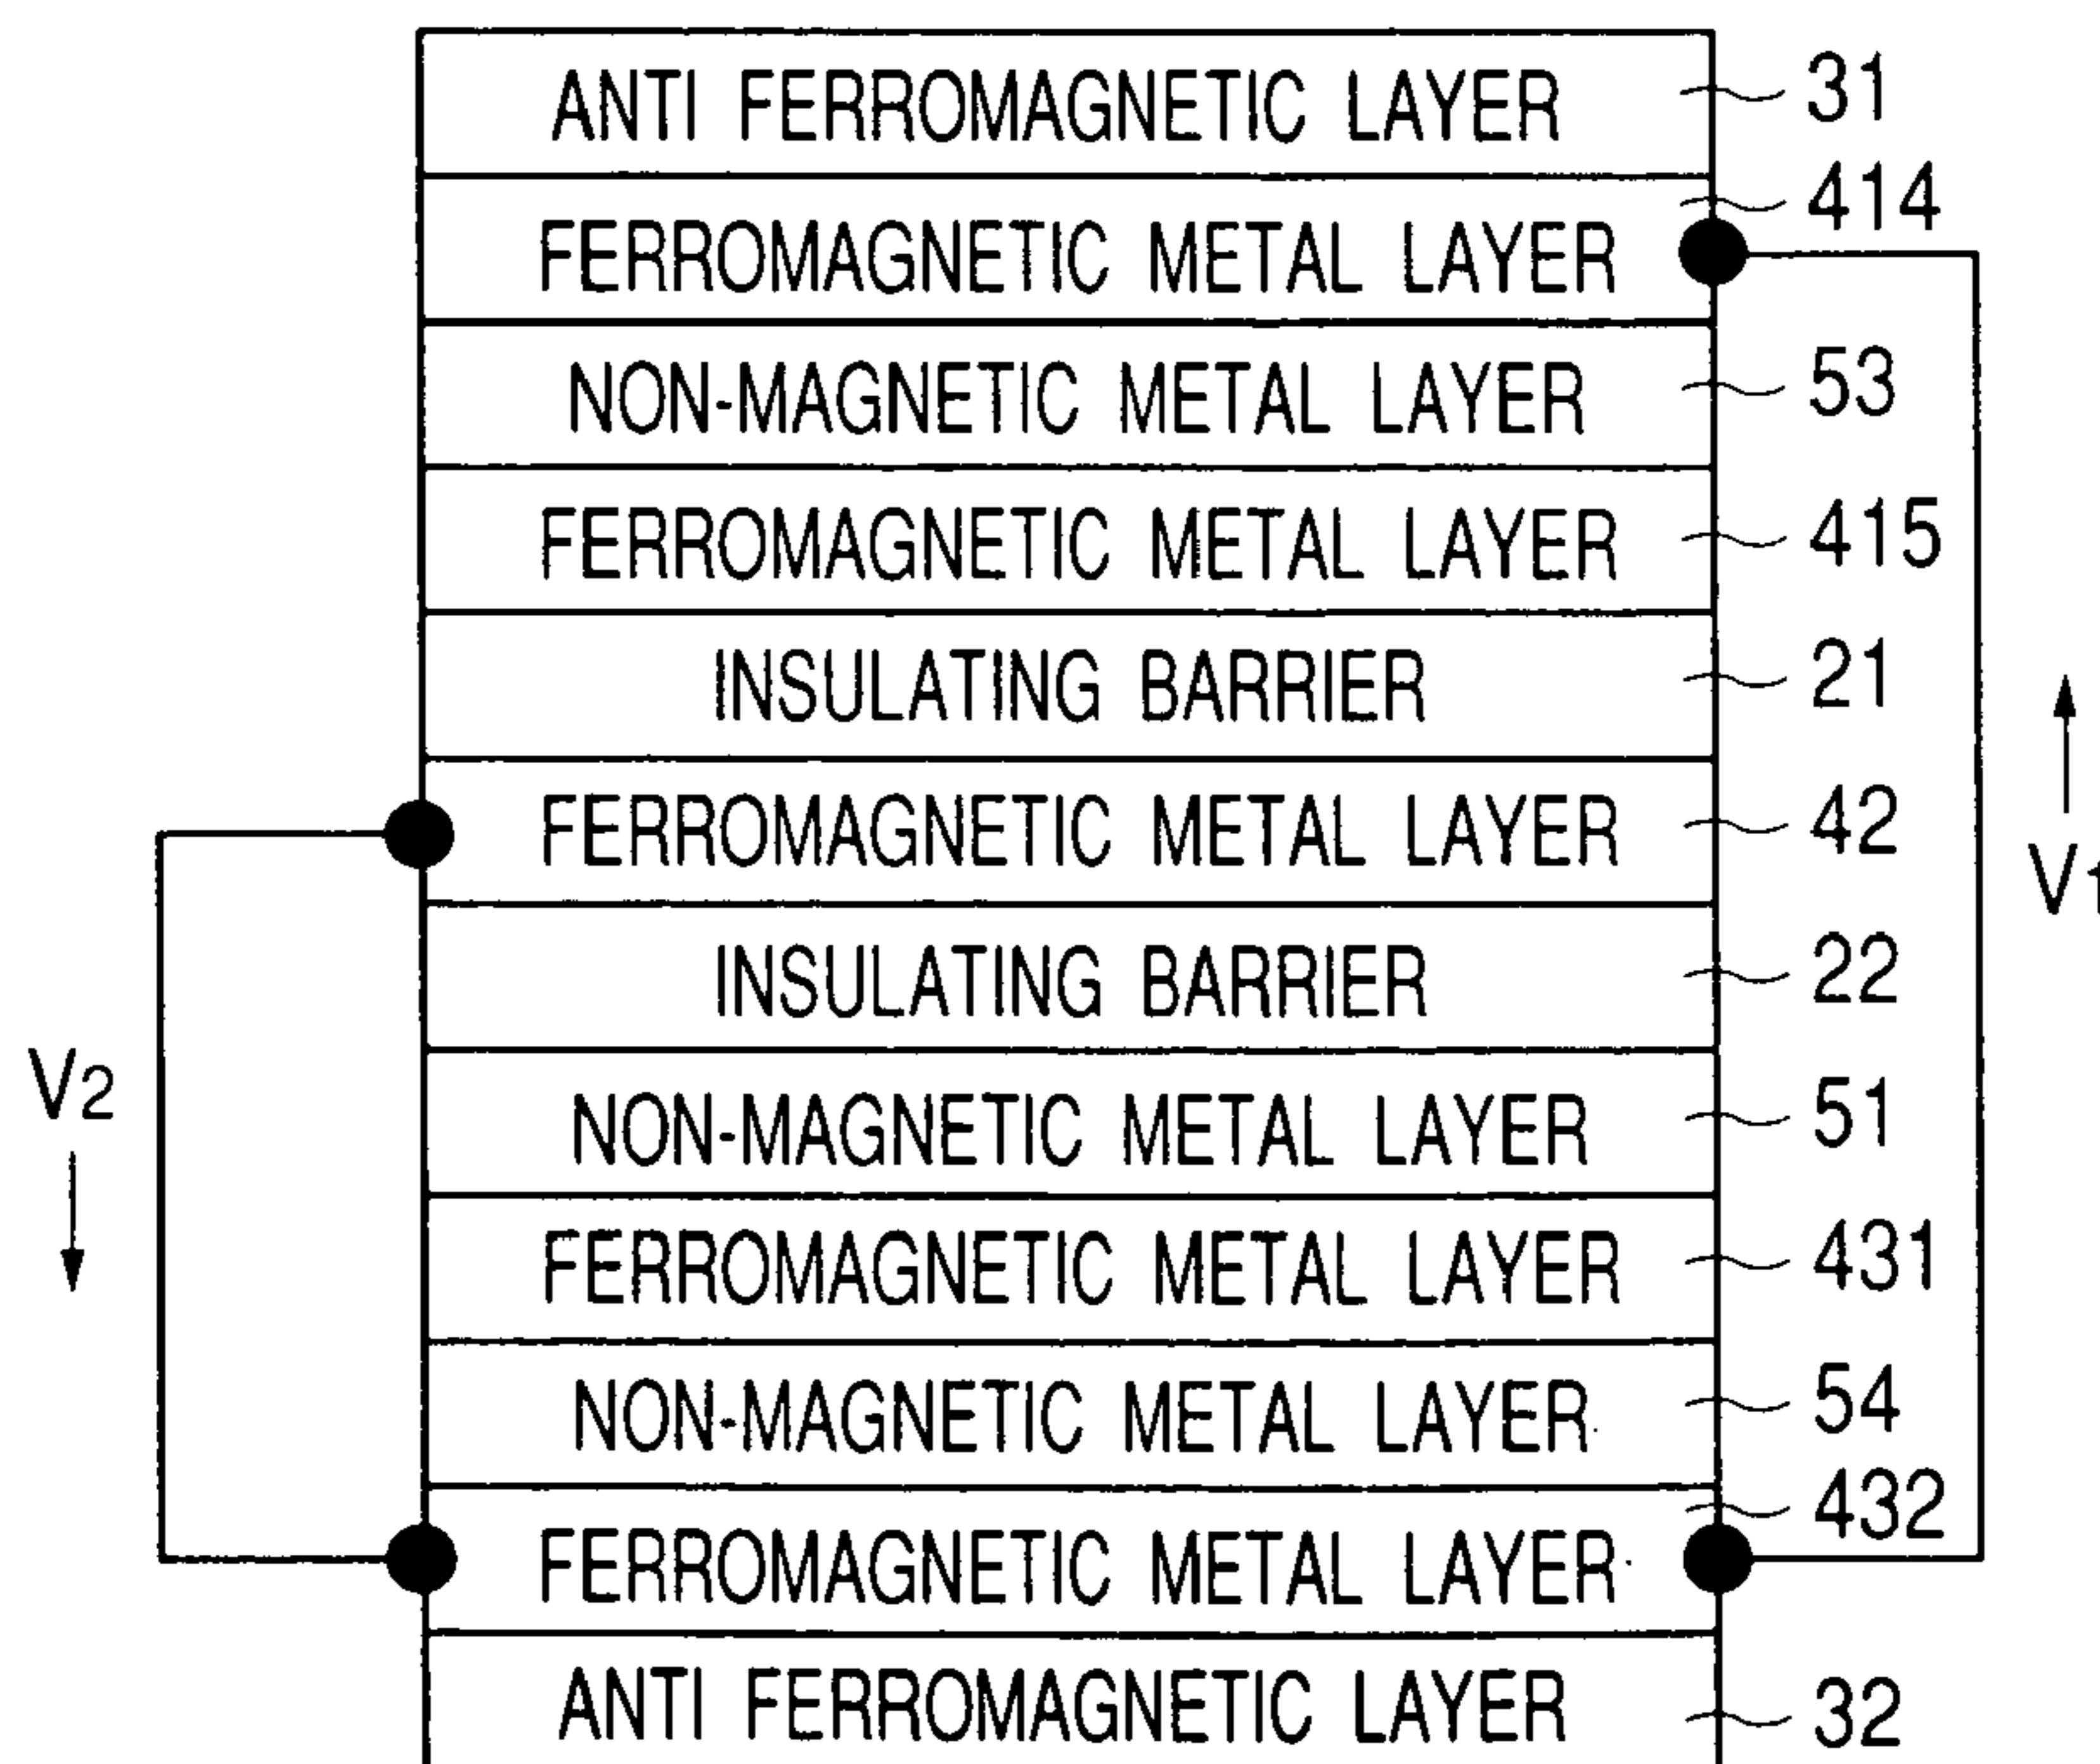 ANTI FERROMAGNETIC LAYER 31
FERROMAGNETIC METAL LAYER 414
NON-MAGNETIC METAL LAYER 53
FERROMAGNETIC METAL LAYER 415
INSULATING BARRIER 21
FERROMAGNETIC METAL LAYER 42
V1
INSULATING BARRIER 22
V2
NON-MAGNETIC METAL LAYER 51
FERROMAGNETIC METAL LAYER 431
NON-MAGNETIC METAL LAYER 54
FERROMAGNETIC METAL LAYER 432
ANTI FERROMAGNETIC LAYER 32